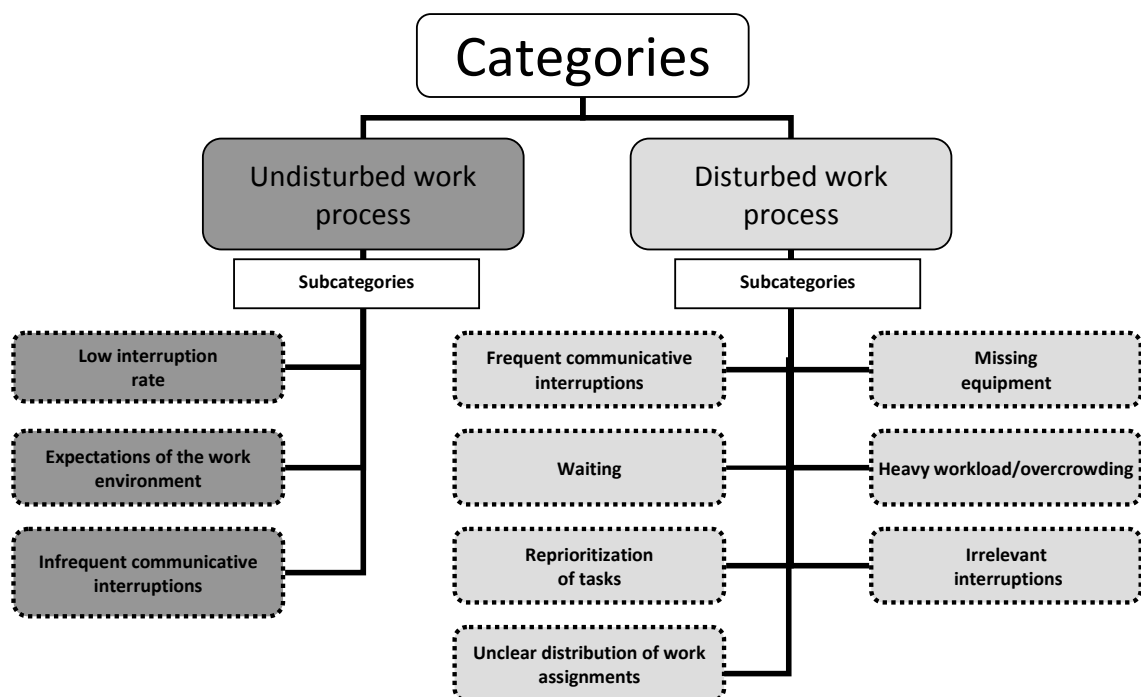 Categories
Undisturbed work
process
Disturbed work
process
Subcategories
Subcategories
Low interruption
rate
Expectations of the work
environment
Infrequent communicative
interruptions
Frequent communicative
interruptions
Missing
equipment
Waiting
Heavy workload/overcrowding
Reprioritization
of tasks
Irrelevant
interruptions
Unclear distribution of work
assignments